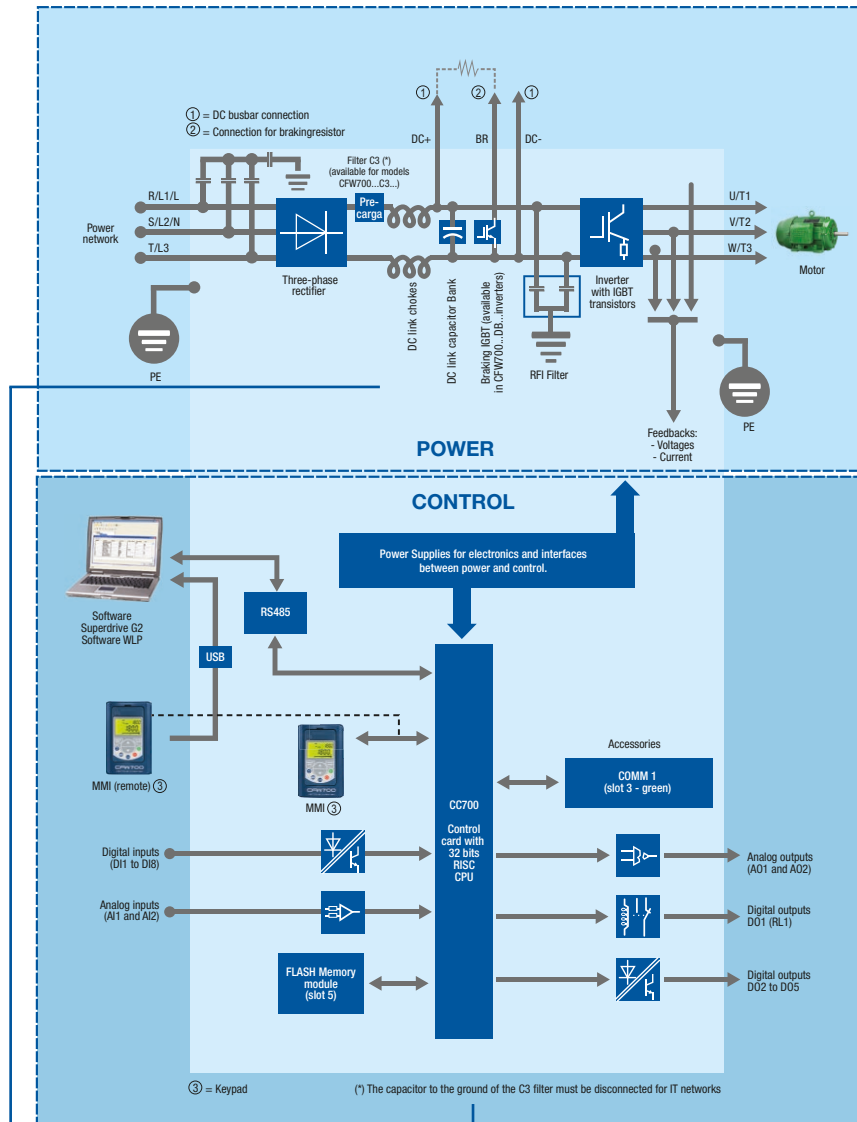 ① = DC busbar connection
② = Connection for brakingresistor
① ② ①
DC+ BR DC-
Filter C3 (*)
(available for models
CFW700...C3...)
R/L1/L
S/L2/N
T/L3
Power
network
Pre-
carga
U/T1
V/T2
W/T3
Motor
Three-phase
rectifier
DC link chokes
DC link capacitor Bank
Braking IGBT (available
in CFW700...DB...inverters)
RFI Filter
Inverter
with IGBT
transistors
PE
PE
Feedbacks:
- Voltages
- Current
POWER
CONTROL
Power Supplies for electronics and interfaces
between power and control.
RS485
Software
Superdrive G2
Software WLP
USB
MMI (remote) ③
MMI ③
Accessories
COMM 1
(slot 3 - green)
CC700
Control
card with
32 bits
RISC
CPU
Digital inputs
(DI1 to DI8)
Analog inputs
(AI1 and AI2)
FLASH Memory
module
(slot 5)
Analog outputs
(AO1 and AO2)
Digital outputs
DO1 (RL1)
Digital outputs
DO2 to DO5
③ = Keypad
(*) The capacitor to the ground of the C3 filter must be disconnected for IT networks